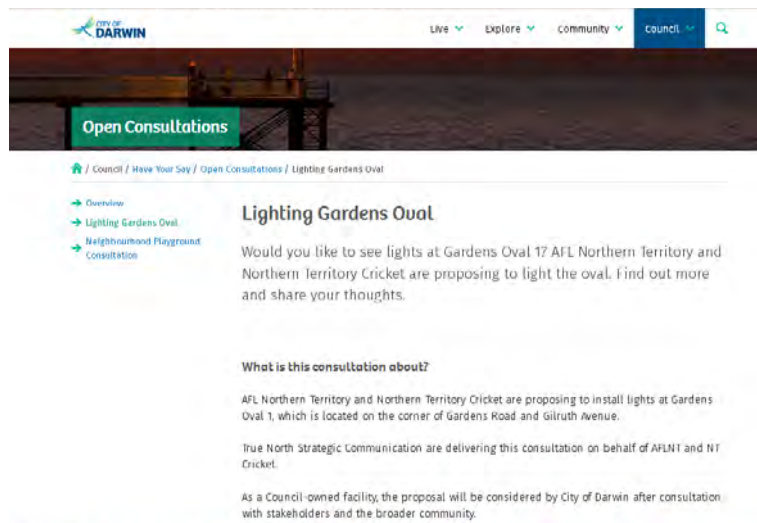 CITY OF
DARWIN
Live
Explore
Community
Council
Open Consultations
/ Council / Have Your Say / Open Consultations / Lighting Gardens Oval
Overview
Lighting Gardens Oval
Neighbourhood Playground
Consultation
Lighting Gardens Oval
Would you like to see lights at Gardens Oval 1? AFL Northern Territory and
Northern Territory Cricket are proposing to light the oval. Find out more
and share your thoughts.
What is this consultation about?
AFL Northern Territory and Northern Territory Cricket are proposing to install lights at Gardens
Oval 1, which is located on the corner of Gardens Road and Gilruth Avenue.
True North Strategic Communication are delivering this consultation on behalf of AFLNT and NT
Cricket.
As a Council-owned facility, the proposal will be considered by City of Darwin after consultation
with stakeholders and the broader community.